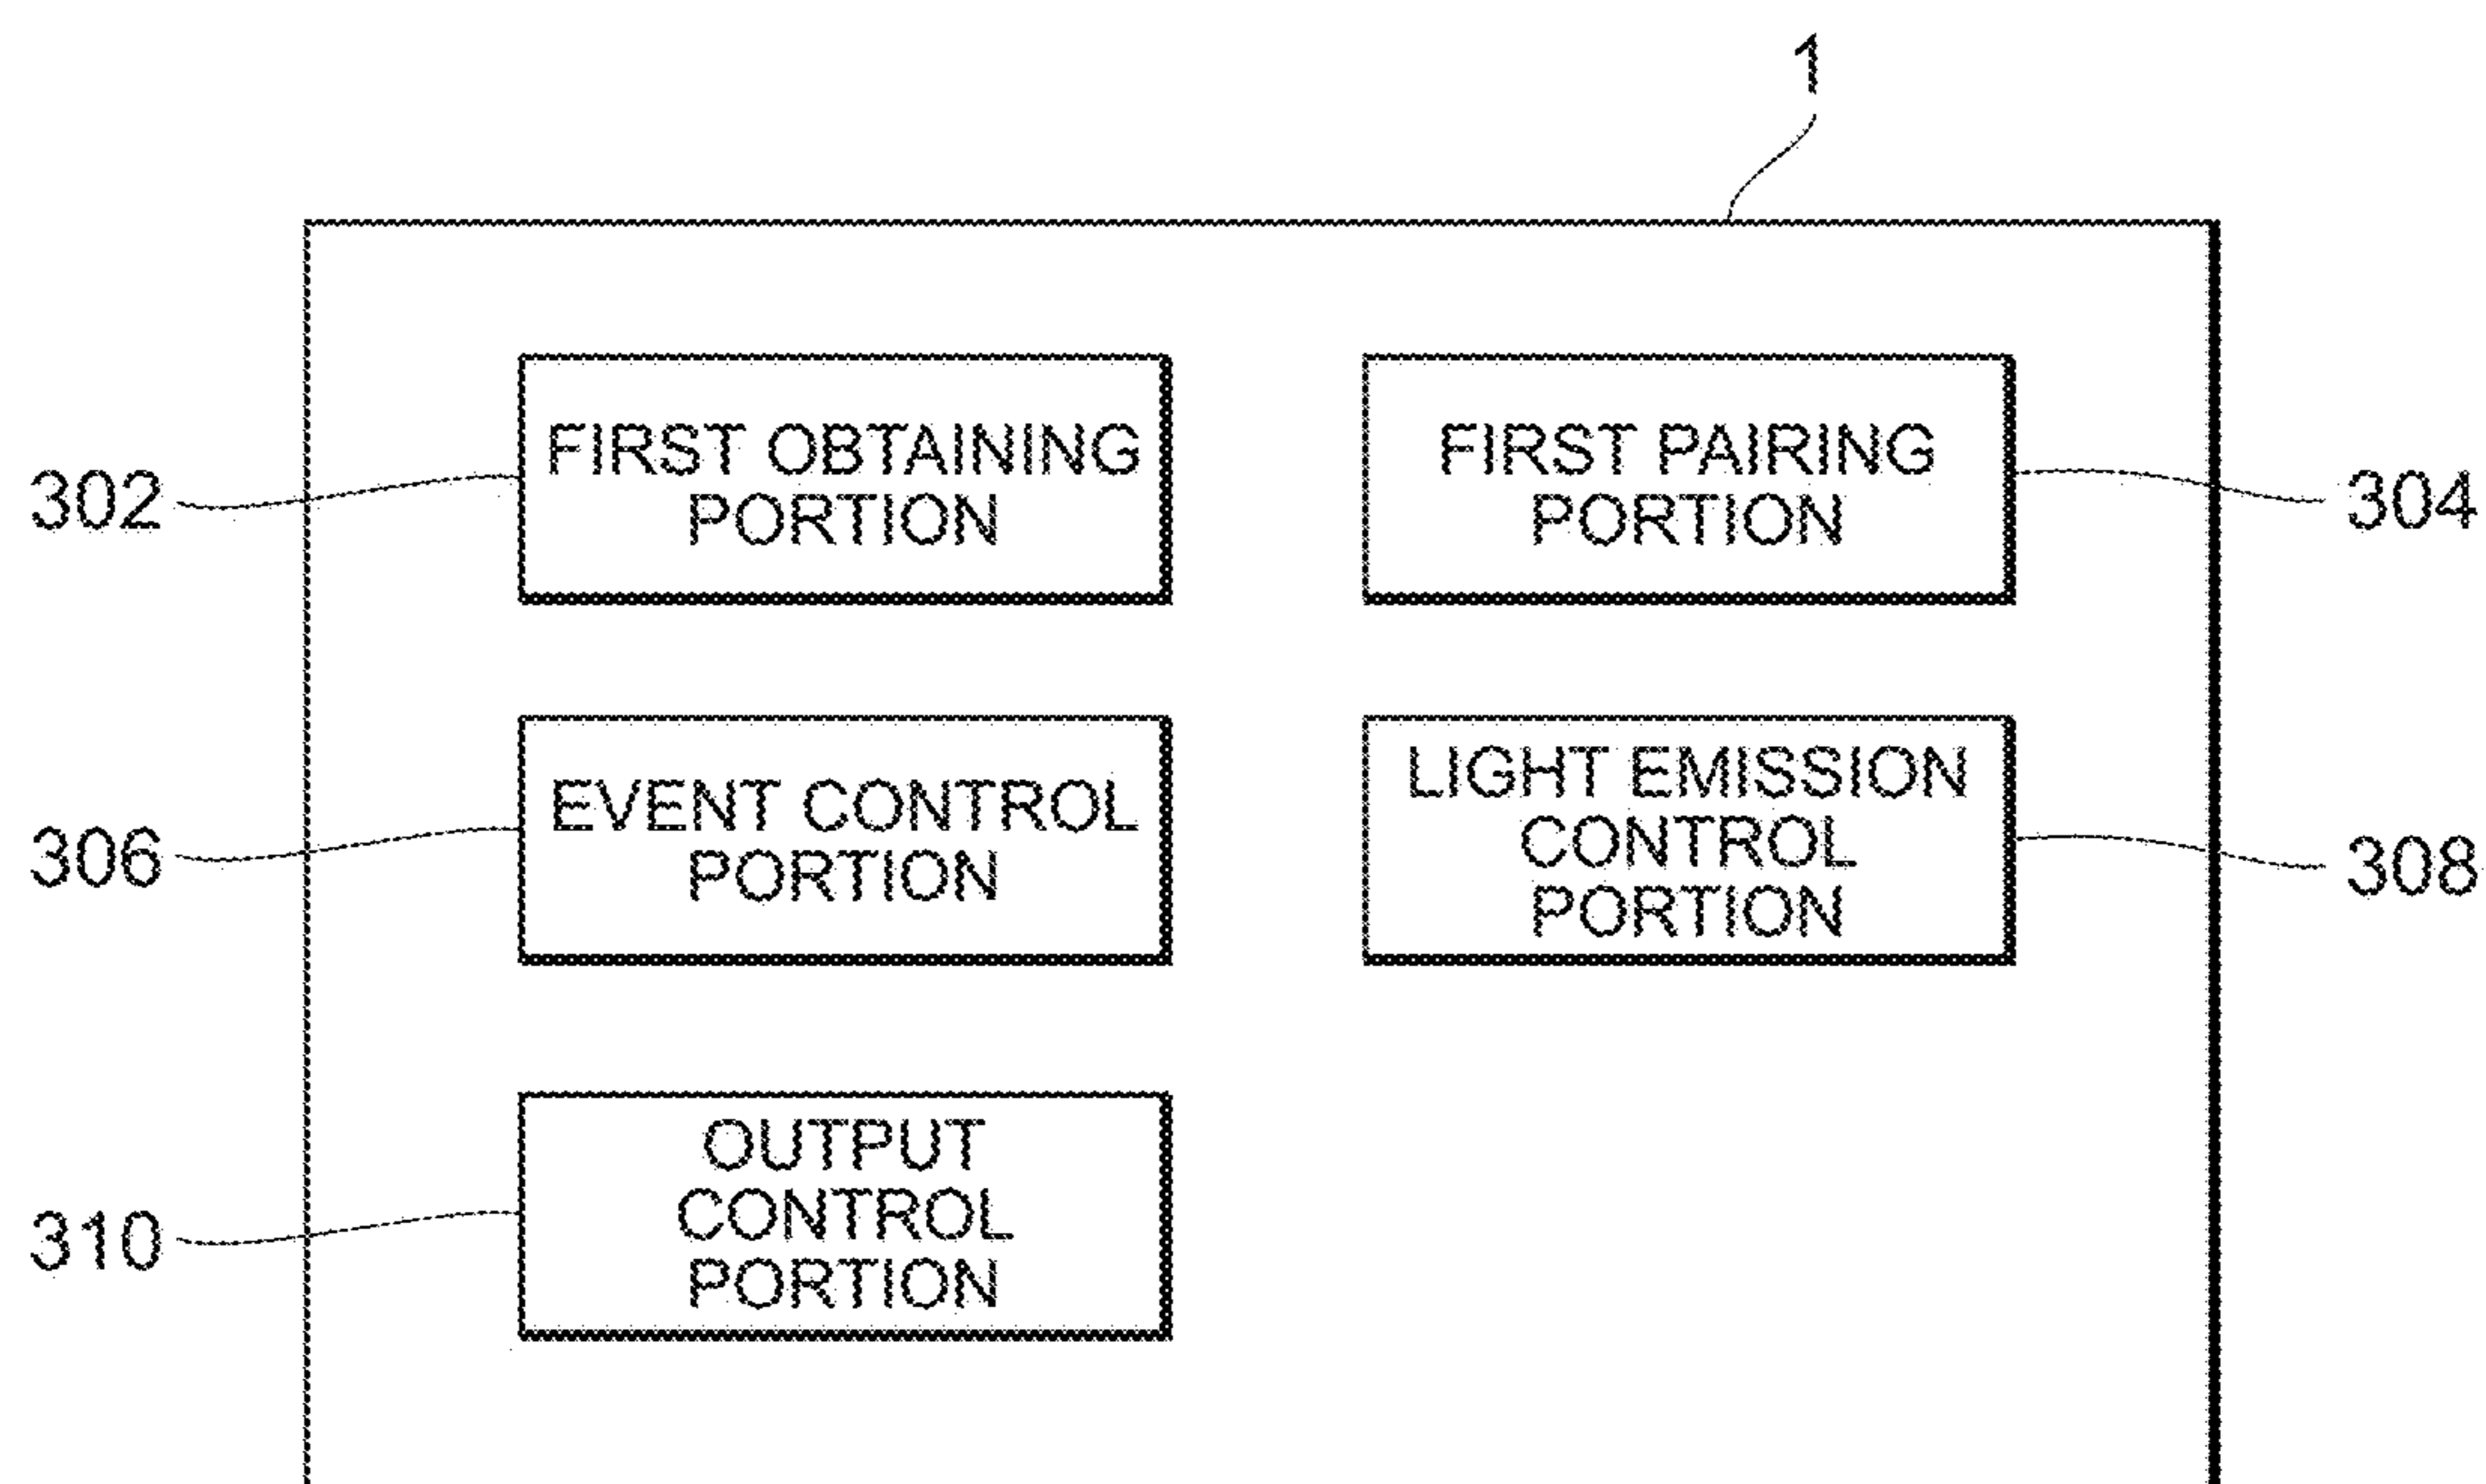 1
302
FIRST OBTAINING
PORTION
FIRST PAIRING
PORTION
304
306
EVENT CONTROL
PORTION
LIGHT EMISSION
CONTROL
PORTION
308
310
OUTPUT
CONTROL
PORTION